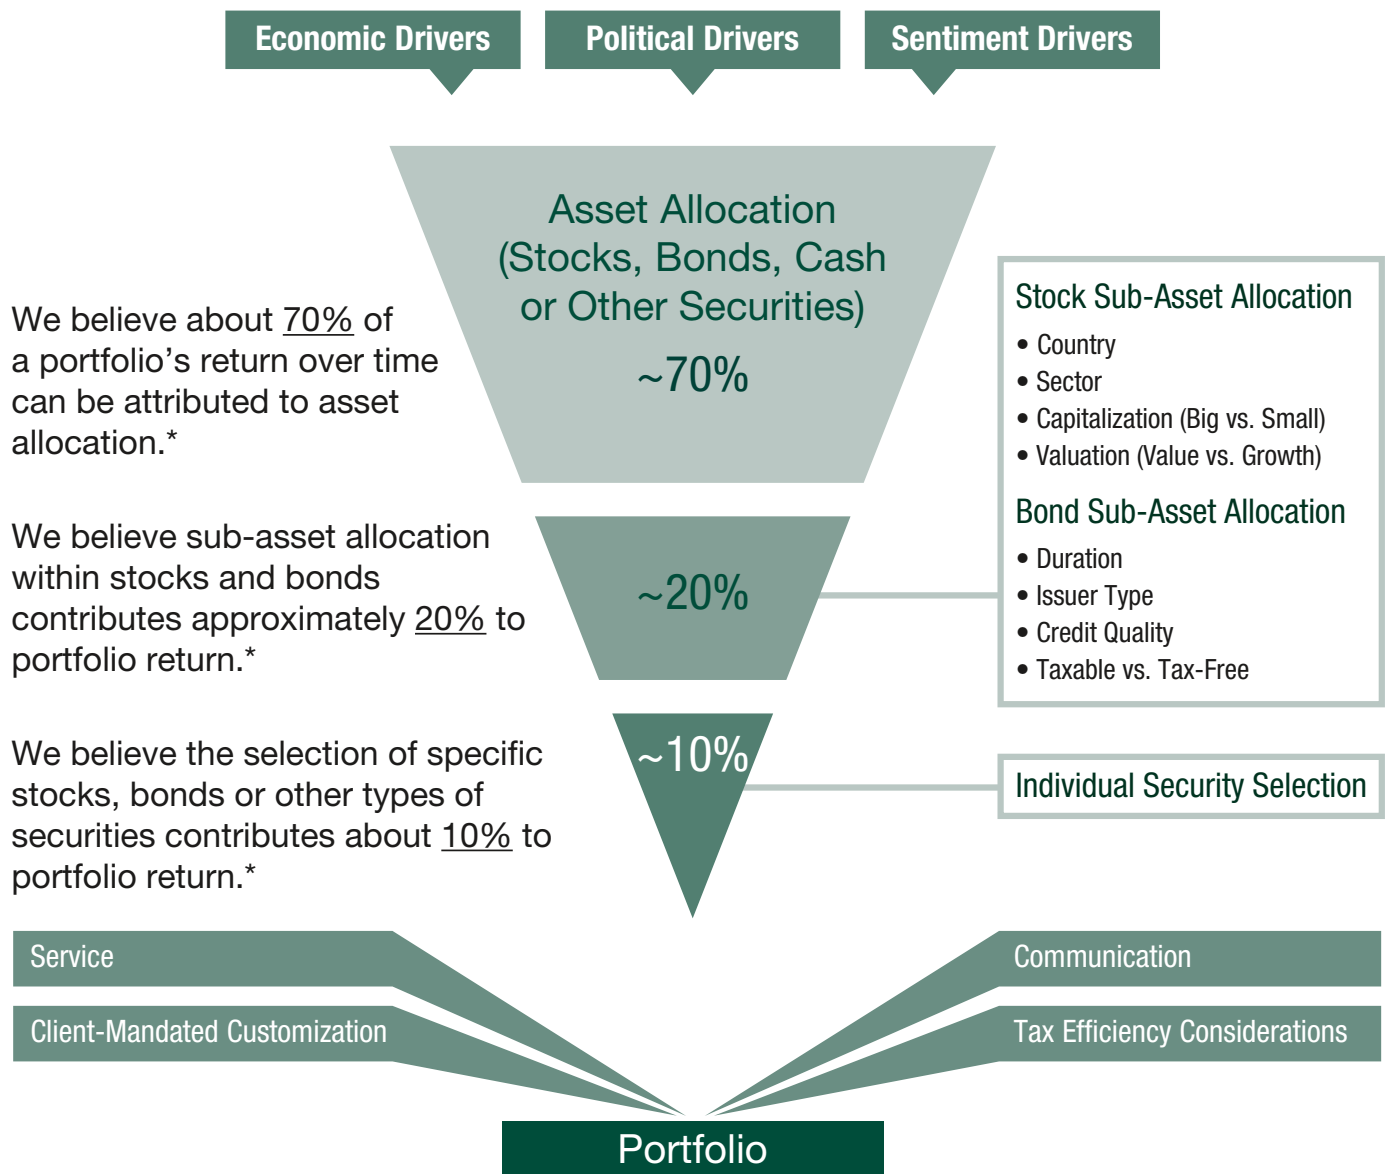 Economic Drivers
Political Drivers
Sentiment Drivers
Asset Allocation
(Stocks, Bonds, Cash
or Other Securities)
~70%
We believe about 70% of
a portfolio’s return over time
can be attributed to asset
allocation.*
Stock Sub-Asset Allocation
• Country
• Sector
• Capitalization (Big vs. Small)
• Valuation (Value vs. Growth)
Bond Sub-Asset Allocation
• Duration
• Issuer Type
• Credit Quality
• Taxable vs. Tax-Free
We believe sub-asset allocation
within stocks and bonds
contributes approximately 20% to
portfolio return.*
~20%
We believe the selection of specific
stocks, bonds or other types of
securities contributes about 10% to
portfolio return.*
~10%
Individual Security Selection
Service
Client-Mandated Customization
Communication
Tax Efficiency Considerations
Portfolio